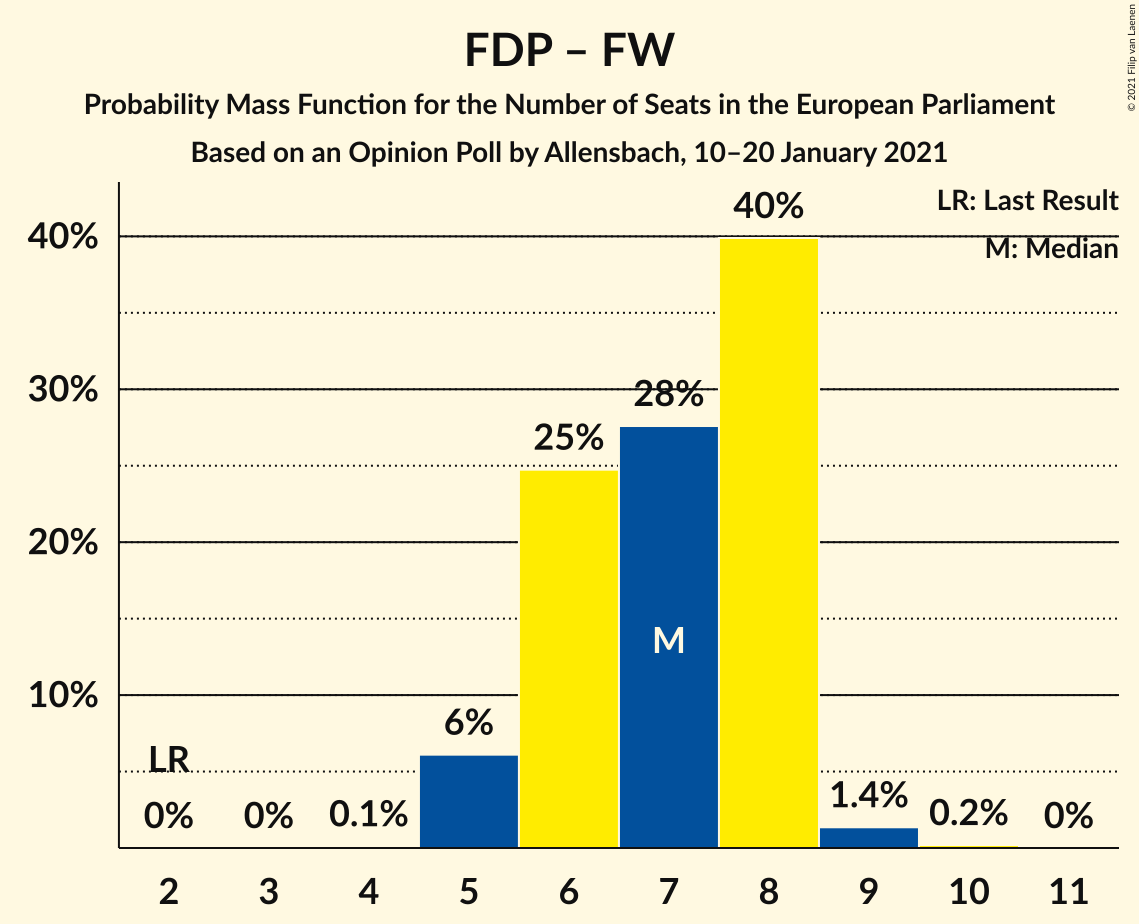 FDP – FW
Probability Mass Function for the Number of Seats in the European Parliament
Based on an Opinion Poll by Allensbach, 10–20 January 2021
© 2021 Filip van Laenen
LR: Last Result
M: Median
40%
30%
20%
10%
LR
0%
0%
0.1%
6%
25%
28%
M
40%
1.4%
0.2%
0%
2 3 4 5 6 7 8 9 10 11